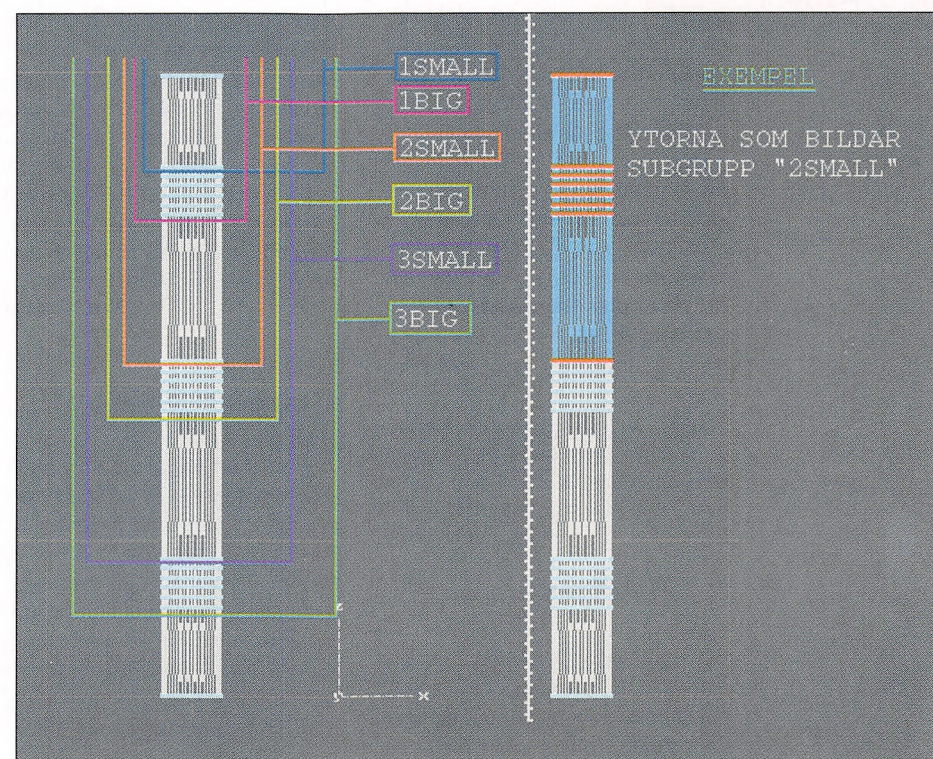 1SMALL
1BIG
2SMALL
2BIG
3SMALL
3BIG
EXEMPEL
YTORNA SOM BILDAR
SUBGRUPP "2SMALL"
Z
X